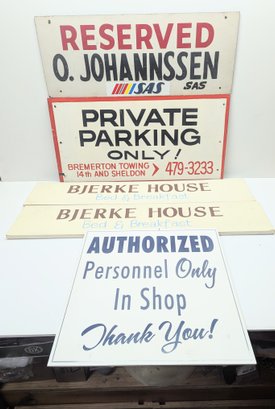 RESERVED
O. JOHANNSSEN
SAS SAS
PRIVATE
PARKING
ONLY!
BREMERTON TOWING
14TH AND SHELDON > 479-3233
BJERKE HOUSE
Bed & Breakfast
BJERKE HOUSE
Bed & Breakfast
AUTHORIZED
Personnel Only
In Shop
Thank You!